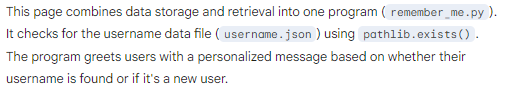 This page combines data storage and retrieval into one program ( remember_me.py ).
It checks for the username data file ( username.json ) using pathlib.exists() .
The program greets users with a personalized message based on whether their
username is found or if it's a new user.